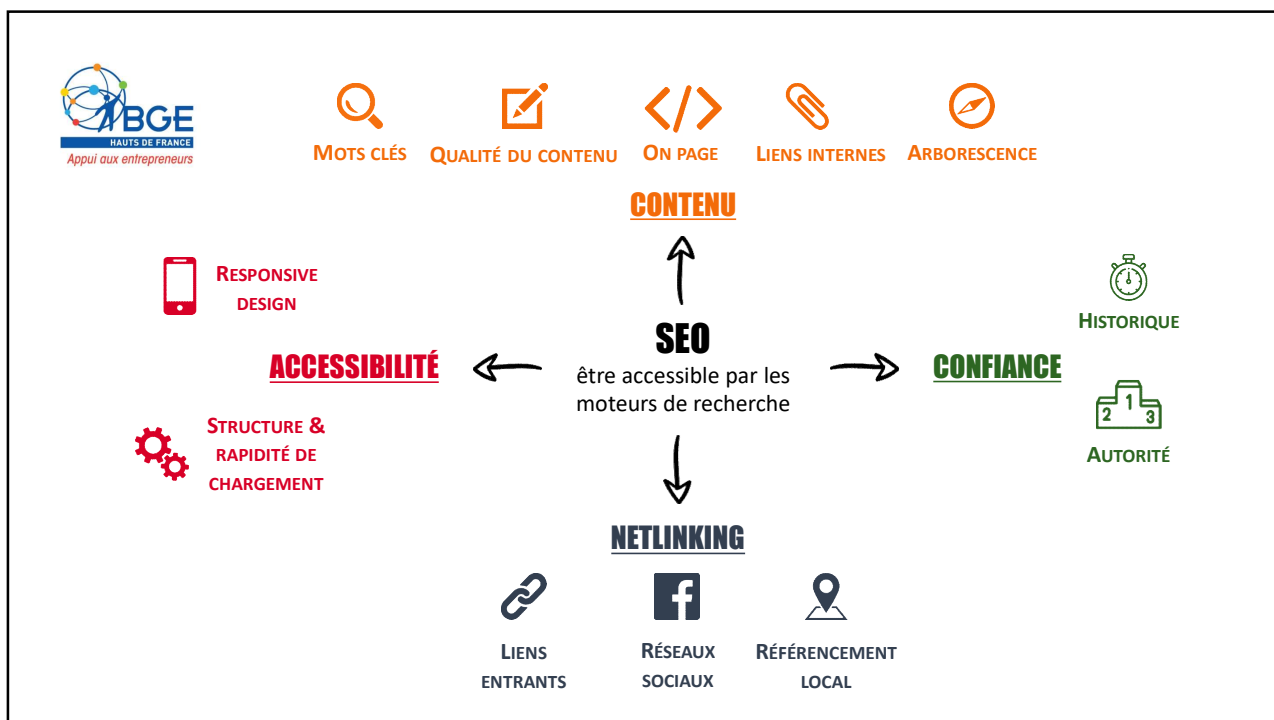 BGE
HAUTS DE FRANCE
Appui aux entrepreneurs
MOTS CLÉS
QUALITÉ DU CONTENU
ON PAGE
LIENS INTERNES
ARBORESCENCE
CONTENU
RESPONSIVE
DESIGN
ACCESSIBILITÉ
STRUCTURE &
RAPIDITÉ DE
CHARGEMENT
SEO
être accessible par les
moteurs de recherche
HISTORIQUE
CONFIANCE
1
2
3
AUTORITÉ
NETLINKING
LIENS
ENTRANTS
RÉSEAUX
SOCIAUX
RÉFÉRENCEMENT
LOCAL